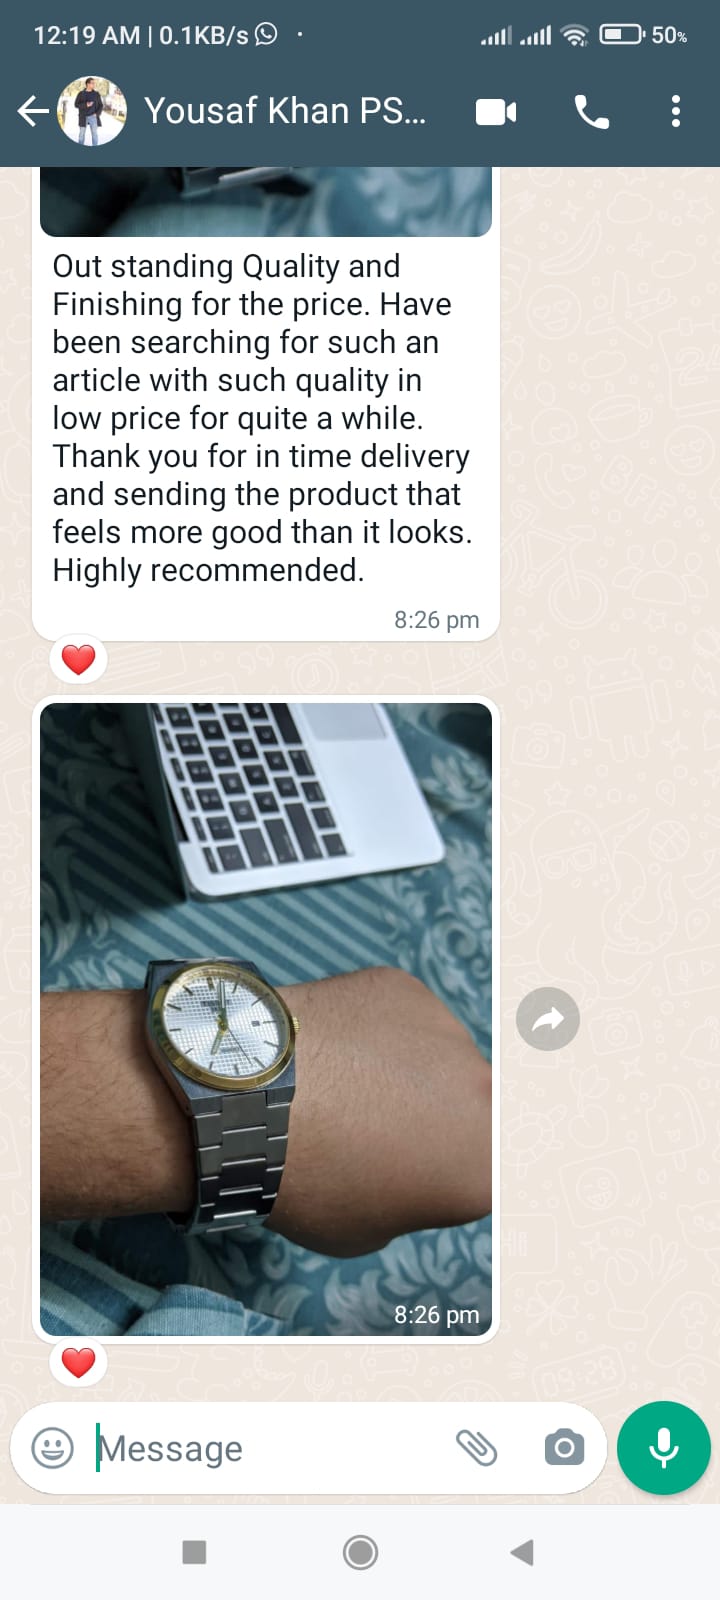 12:19 AM | 0.1KB/s
50%
Yousaf Khan PS...
Out standing Quality and
Finishing for the price. Have
been searching for such an
article with such quality in
low price for quite a while.
Thank you for in time delivery
and sending the product that
feels more good than it looks.
Highly recommended.
8:26 pm
8:26 pm
Message